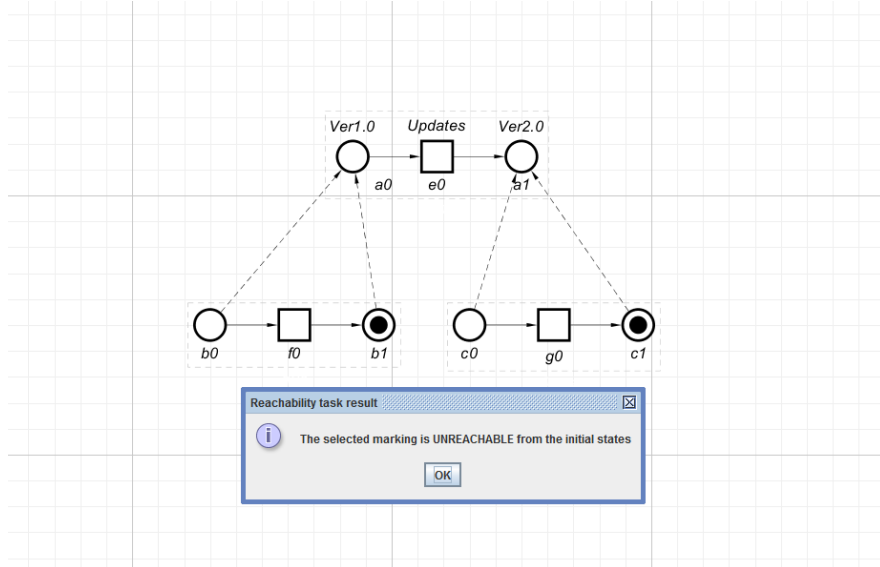 Ver1.0 Updates Ver2.0
a0 e0 a1
b0 f0 b1 c0 g0 c1
Reachability task result
The selected marking is UNREACHABLE from the initial states
OK